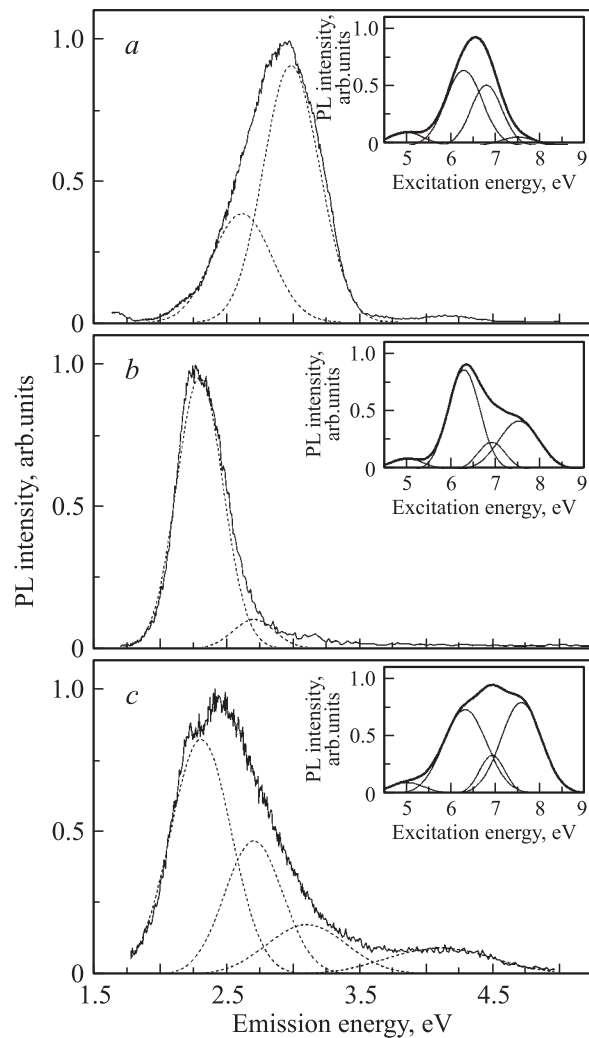 a
1.0
0.5
0
PL intensity,
arb.units
1.0
0.5
0
5 6 7 8 9
Excitation energy, eV
b
1.0
0.5
0
PL intensity,
arb.units
1.0
0.5
0
5 6 7 8 9
Excitation energy, eV
c
1.0
0.5
0
PL intensity,
arb.units
1.0
0.5
0
5 6 7 8 9
Excitation energy, eV
PL intensity, arb.units
1.5 2.5 3.5 4.5
Emission energy, eV